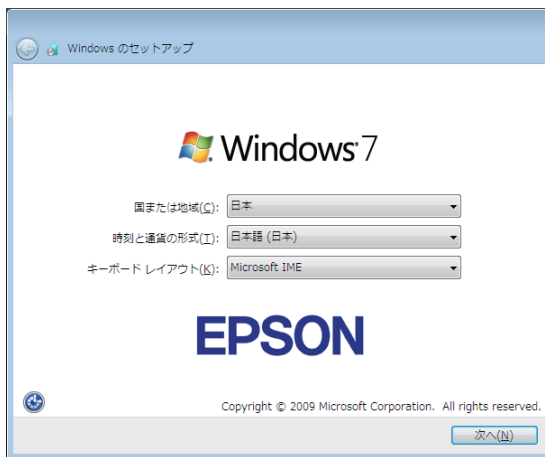 Windows のセットアップ
Windows 7
国または地域(C): 日本
時刻と通貨の形式(T): 日本語 (日本)
キーボード レイアウト(K): Microsoft IME
EPSON
Copyright © 2009 Microsoft Corporation. All rights reserved.
次へ(N)